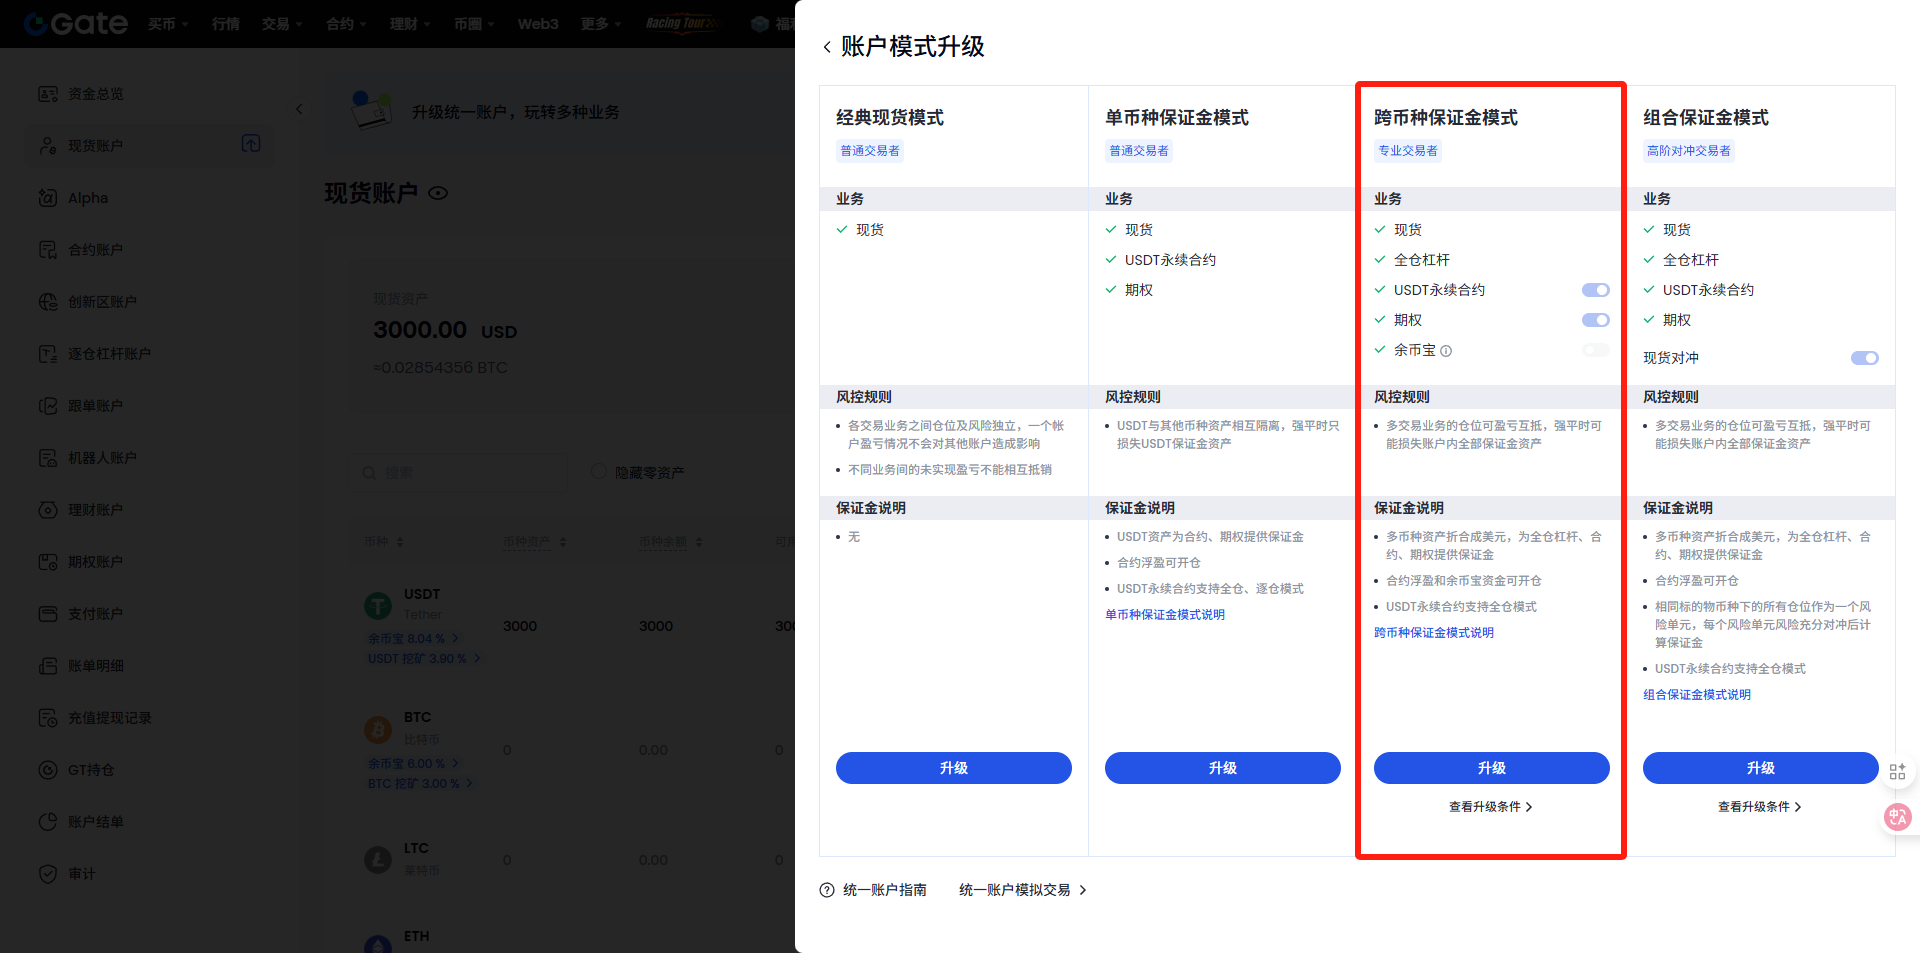 Gate
买币
行情
交易
合约
理财
币圈
Web3
更多
Racing Tour
资金总览
现货账户
Alpha
合约账户
创新区账户
逐仓杠杆账户
跟单账户
机器人账户
理财账户
期权账户
支付账户
账单明细
充值提现记录
GT持仓
账户结单
审计
升级统一账户，玩转多种业务
现货账户
现货资产
3000.00 USD
≈0.02854356 BTC
搜索
隐藏零资产
币种
币种资产
币种余额
USDT
Tether
余币宝 8.04 %
USDT 挖矿 3.90 %
3000
3000
BTC
比特币
余币宝 6.00 %
BTC 挖矿 3.00 %
0
0.00
0
LTC
莱特币
0
0.00
0
ETH
账户模式升级
经典现货模式
普通交易者
业务
现货
风控规则
各交易业务之间仓位及风险独立，一个帐
户盈亏情况不会对其他账户造成影响
不同业务间的未实现盈亏不能相互抵销
保证金说明
无
升级
单币种保证金模式
普通交易者
业务
现货
USDT永续合约
期权
风控规则
USDT与其他币种资产相互隔离，强平时只
损失USDT保证金资产
保证金说明
USDT资产为合约、期权提供保证金
合约浮盈可开仓
USDT永续合约支持全仓、逐仓模式
单币种保证金模式说明
升级
跨币种保证金模式
专业交易者
业务
现货
全仓杠杆
USDT永续合约
期权
余币宝
风控规则
多交易业务的仓位可盈亏互抵，强平时可
能损失账户内全部保证金资产
保证金说明
多币种资产折合成美元，为全仓杠杆、合
约、期权提供保证金
合约浮盈和余币宝资金可开仓
USDT永续合约支持全仓模式
跨币种保证金模式说明
升级
查看升级条件
组合保证金模式
高阶对冲交易者
业务
现货
全仓杠杆
USDT永续合约
期权
现货对冲
风控规则
多交易业务的仓位可盈亏互抵，强平时可
能损失账户内全部保证金资产
保证金说明
多币种资产折合成美元，为全仓杠杆、合
约、期权提供保证金
合约浮盈可开仓
相同标的物币种下的所有仓位作为一个风
险单元，每个风险单元风险充分对冲后计
算保证金
USDT永续合约支持全仓模式
组合保证金模式说明
升级
查看升级条件
统一账户指南
统一账户模拟交易